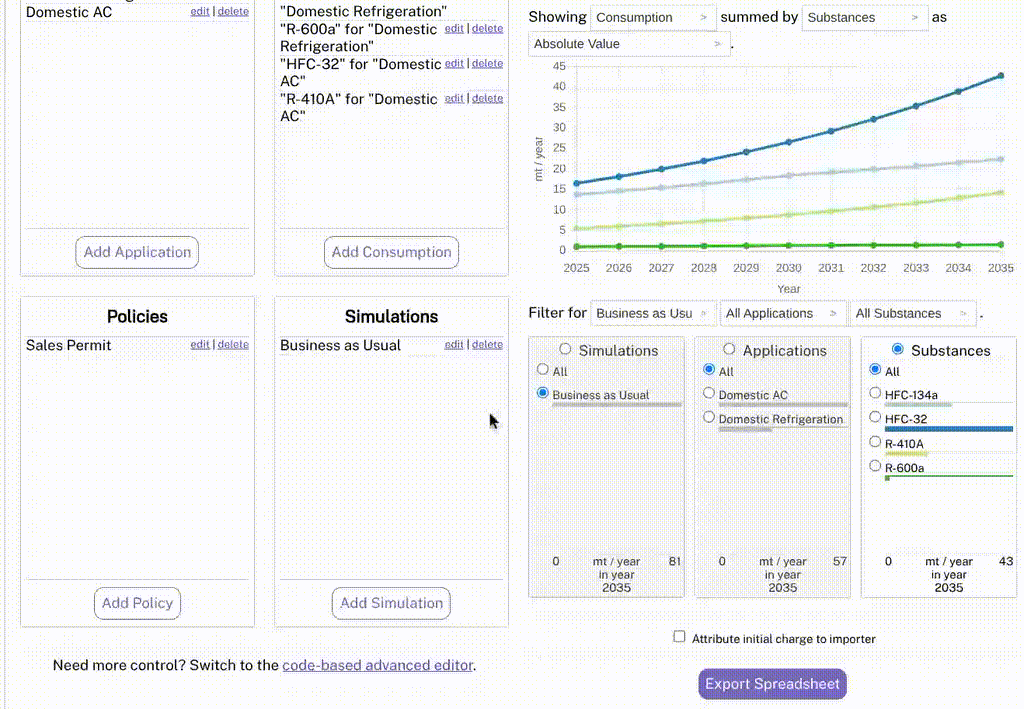 Domestic AC edit | delete
Add Application
"Domestic Refrigeration"
"R-600a" for "Domestic edit | delete
Refrigeration"
"HFC-32" for "Domestic edit | delete
AC"
"R-410A" for "Domestic edit | delete
AC"
Add Consumption
Policies
Sales Permit edit | delete
Add Policy
Simulations
Business as Usual edit | delete
Add Simulation
Need more control? Switch to the code-based advanced editor.
Showing Consumption > summed by Substances > as
Absolute Value > .
45
40
35
30
25
20
15
10
5
0
mt / year
2025 2026 2027 2028 2029 2030 2031 2032 2033 2034 2035
Year
Filter for Business as Usu > All Applications > All Substances > .
Simulations
All
Business as Usual
0 mt / year 81
in year
2035
Applications
All
Domestic AC
Domestic Refrigeration
0 mt / year 57
in year
2035
Substances
All
HFC-134a
HFC-32
R-410A
R-600a
0 mt / year 43
in year
2035
Attribute initial charge to importer
Export Spreadsheet